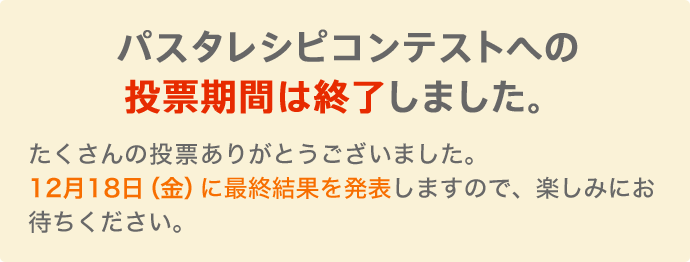 パスタレシピコンテストへの
投票期間は終了しました。
たくさんの投票ありがとうございました。
12月18日（金）に最終結果を発表しますので、楽しみにお
待ちください。